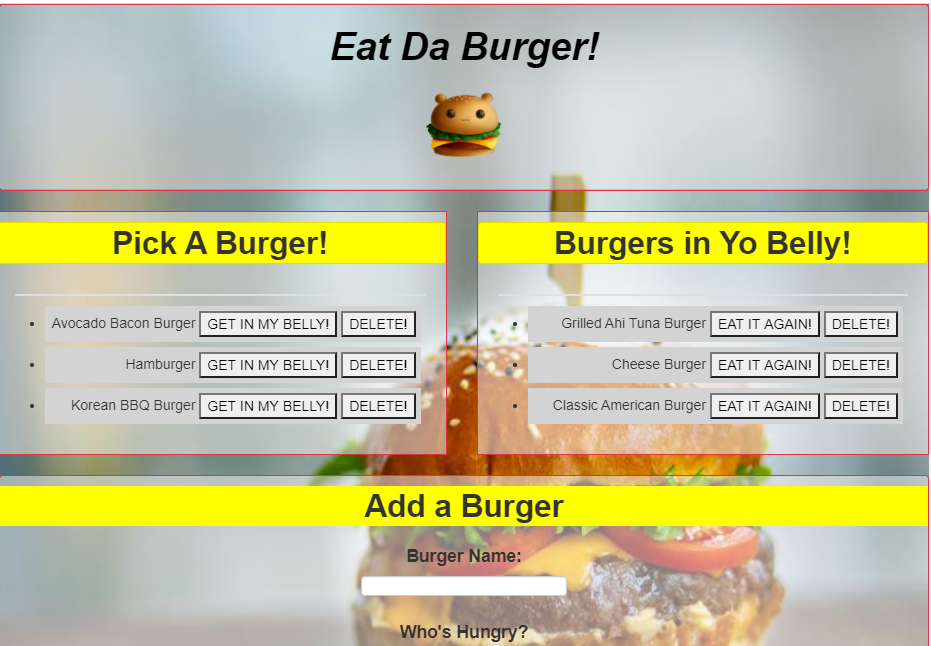 Eat Da Burger!
Pick A Burger!
Avocado Bacon Burger GET IN MY BELLY! DELETE!
Hamburger GET IN MY BELLY! DELETE!
Korean BBQ Burger GET IN MY BELLY! DELETE!
Burgers in Yo Belly!
Grilled Ahi Tuna Burger EAT IT AGAIN! DELETE!
Cheese Burger EAT IT AGAIN! DELETE!
Classic American Burger EAT IT AGAIN! DELETE!
Add a Burger
Burger Name:
Who's Hungry?